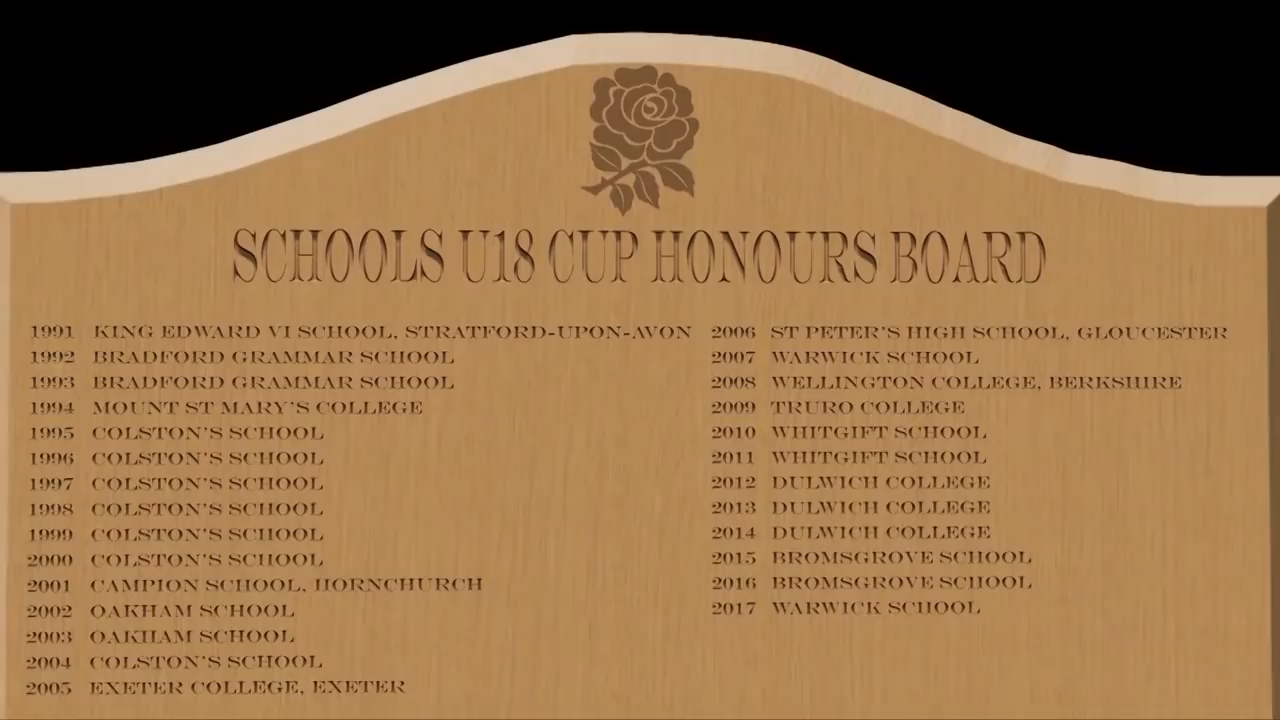 SCHOOLS U18 CUP HONOURS BOARD
1991 KING EDWARD VI SCHOOL, STRATFORD-UPON-AVON
1992 BRADFORD GRAMMAR SCHOOL
1993 BRADFORD GRAMMAR SCHOOL
1994 MOUNT ST MARY'S COLLEGE
1995 COLSTON'S SCHOOL
1996 COLSTON'S SCHOOL
1997 COLSTON'S SCHOOL
1998 COLSTON'S SCHOOL
1999 COLSTON'S SCHOOL
2000 COLSTON'S SCHOOL
2001 CAMPION SCHOOL, HORNCHURCH
2002 OAKHAM SCHOOL
2003 OAKHAM SCHOOL
2004 COLSTON'S SCHOOL
2005 EXETER COLLEGE, EXETER
2006 ST PETER'S HIGH SCHOOL, GLOUCESTER
2007 WARWICK SCHOOL
2008 WELLINGTON COLLEGE, BERKSHIRE
2009 TRURO COLLEGE
2010 WHITGIFT SCHOOL
2011 WHITGIFT SCHOOL
2012 DULWICH COLLEGE
2013 DULWICH COLLEGE
2014 DULWICH COLLEGE
2015 BROMSGROVE SCHOOL
2016 BROMSGROVE SCHOOL
2017 WARWICK SCHOOL